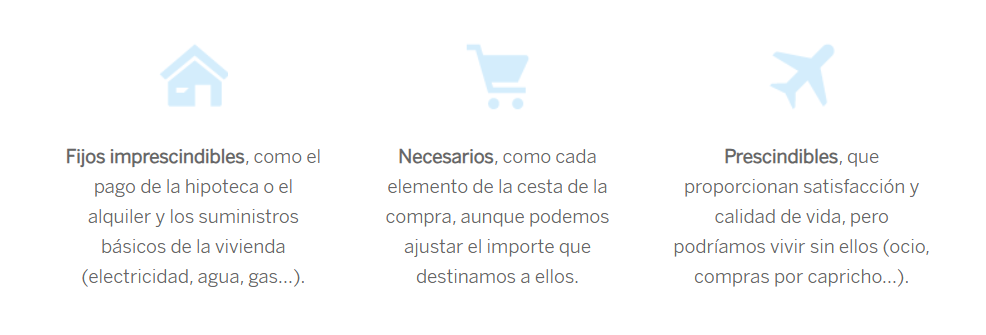 Fijos imprescindibles, como el
pago de la hipoteca o el
alquiler y los suministros
básicos de la vivienda
(electricidad, agua, gas...).
Necesarios, como cada
elemento de la cesta de la
compra, aunque podemos
ajustar el importe que
destinamos a ellos.
Prescindibles, que
proporcionan satisfacción y
calidad de vida, pero
podríamos vivir sin ellos (ocio,
compras por capricho...).